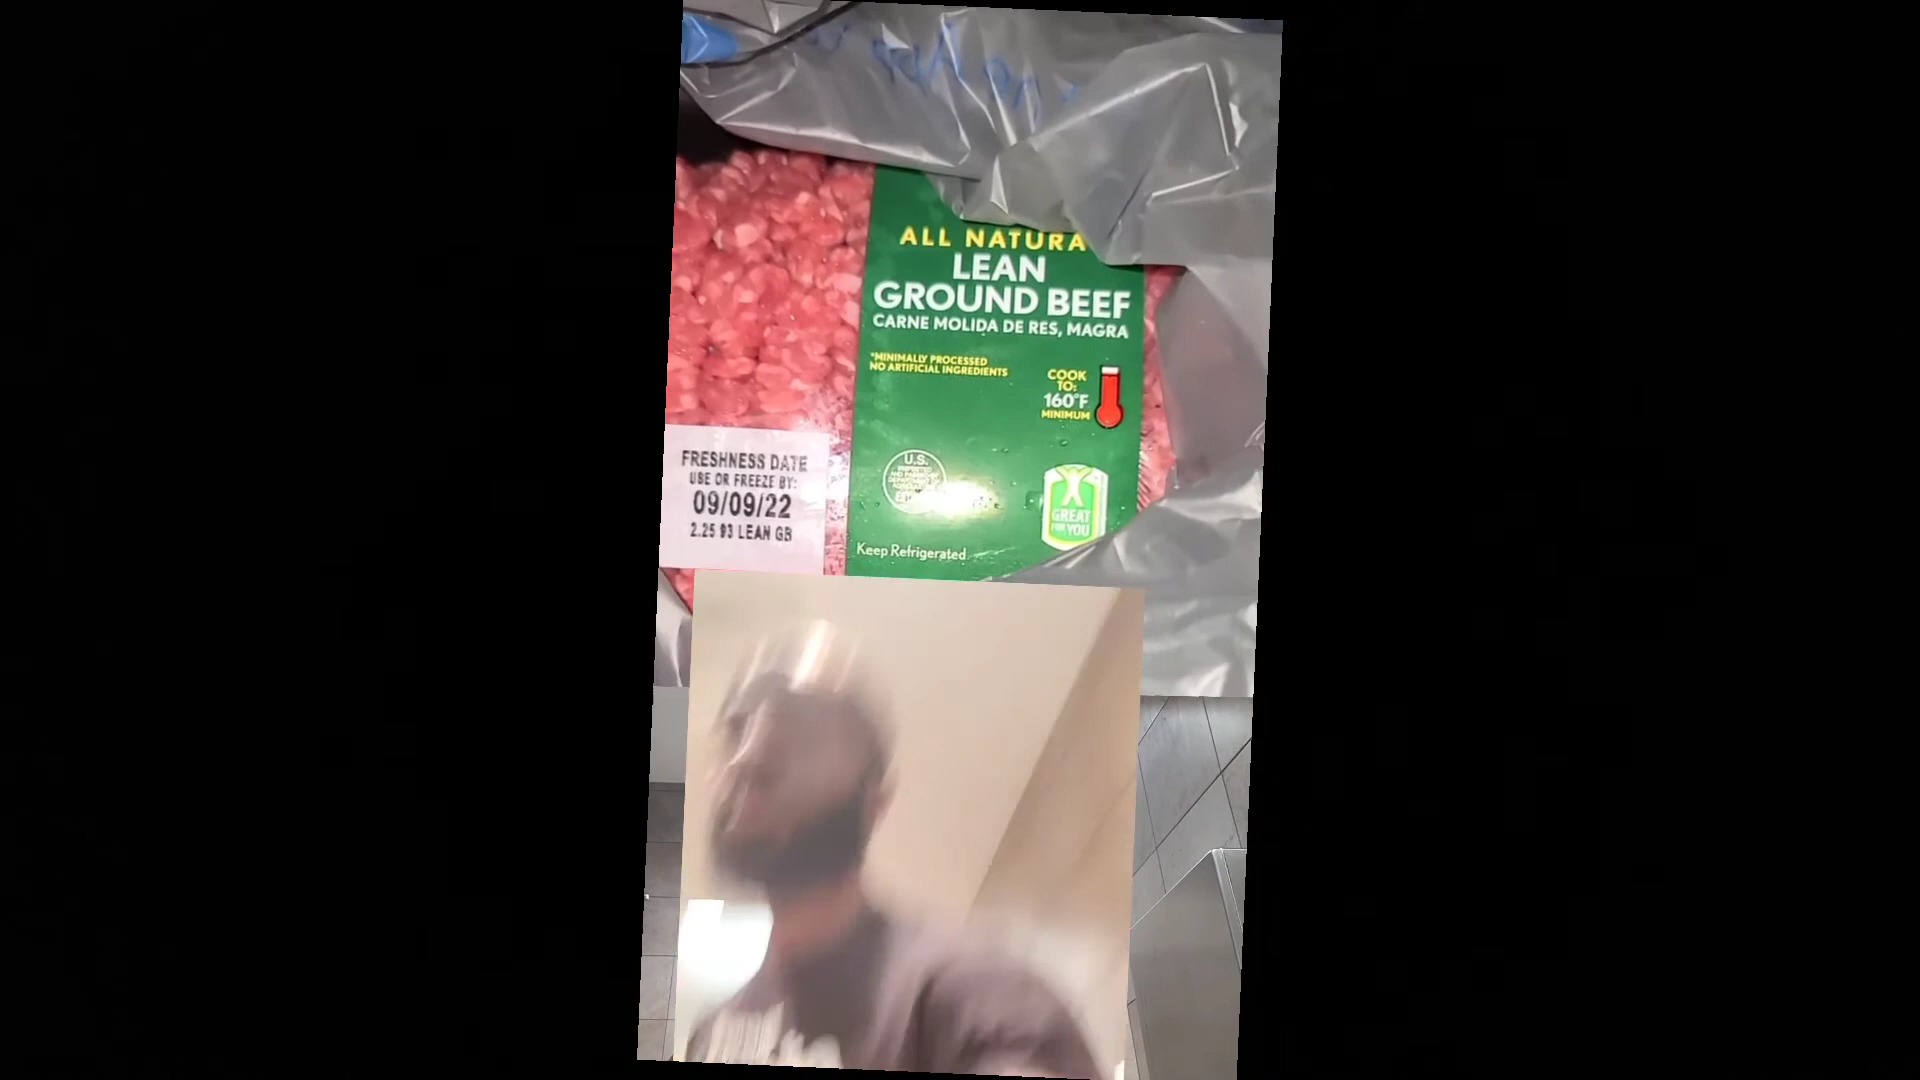 ALL NATURA
LEAN
GROUND BEEF
CARNE MOLIDA DE RES, MAGRA
*MINIMALLY PROCESSED
NO ARTIFICIAL INGREDIENTS
COOK
TO:
160°F
MINIMUM
FRESHNESS DATE
USE OR FREEZE BY:
09/09/22
2.25 93 LEAN GB
U.S.
GREAT
FOR YOU
Keep Refrigerated